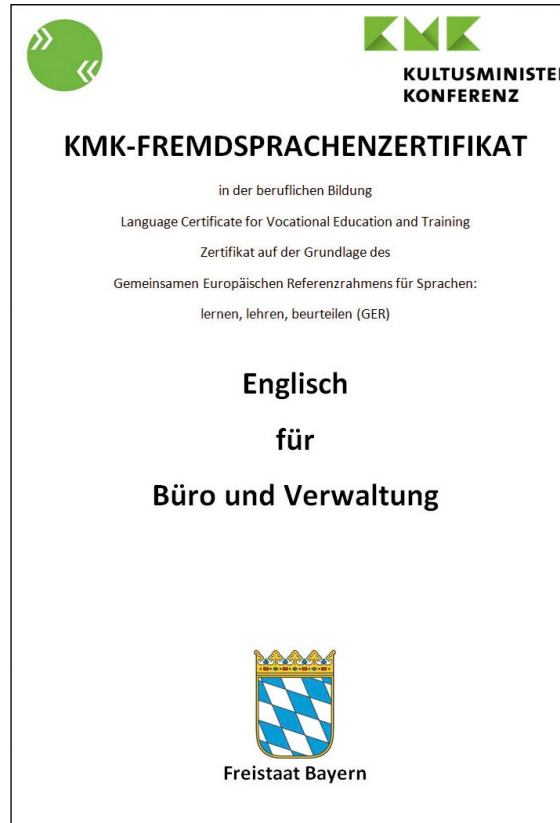 KMK
KULTUSMINISTER
KONFERENZ
KMK-FREMDSPRACHENZERTIFIKAT
in der beruflichen Bildung
Language Certificate for Vocational Education and Training
Zertifikat auf der Grundlage des
Gemeinsamen Europäischen Referenzrahmens für Sprachen:
lernen, lehren, beurteilen (GER)
Englisch
für
Büro und Verwaltung
Freistaat Bayern